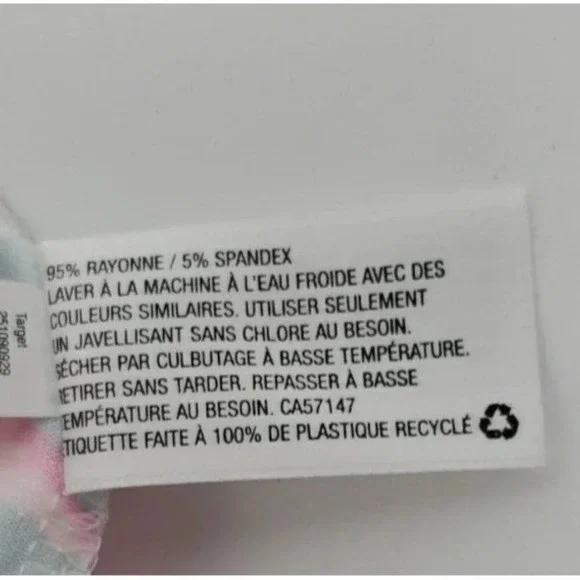 95% RAYONNE / 5% SPANDEX
LAVER À LA MACHINE À L'EAU FROIDE AVEC DES
COULEURS SIMILAIRES. UTILISER SEULEMENT
UN JAVELLISANT SANS CHLORE AU BESOIN.
SÉCHER PAR CULBUTAGE À BASSE TEMPÉRATURE.
RETIRER SANS TARDER. REPASSER À BASSE
TEMPÉRATURE AU BESOIN. CA57147
ÉTIQUETTE FAITE À 100% DE PLASTIQUE RECYCLÉ
Target